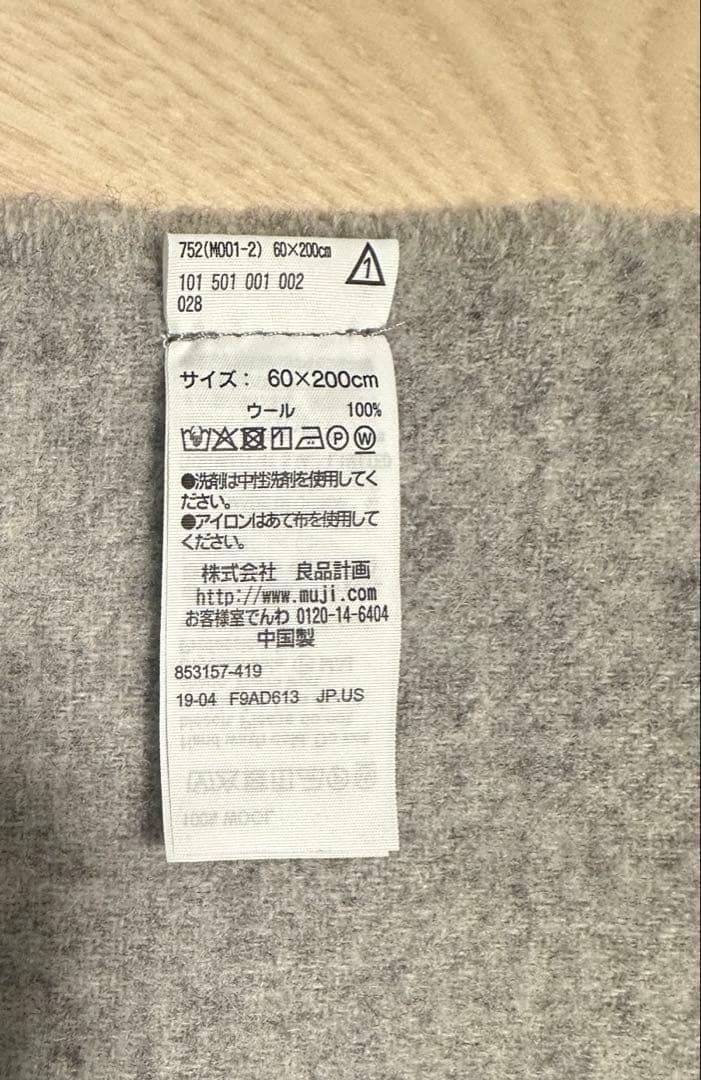 752(M001-2) 60×200cm
1
101 501 001 002
028
サイズ： 60×200cm
ウール 100%
P W
●洗剤は中性洗剤を使用してく
ださい。
●アイロンはあて布を使用して
ください。
株式会社 良品計画
http://www.muji.com
お客様室でんわ 0120-14-6404
中国製
853157-419
19-04 F9AD613 JP.US